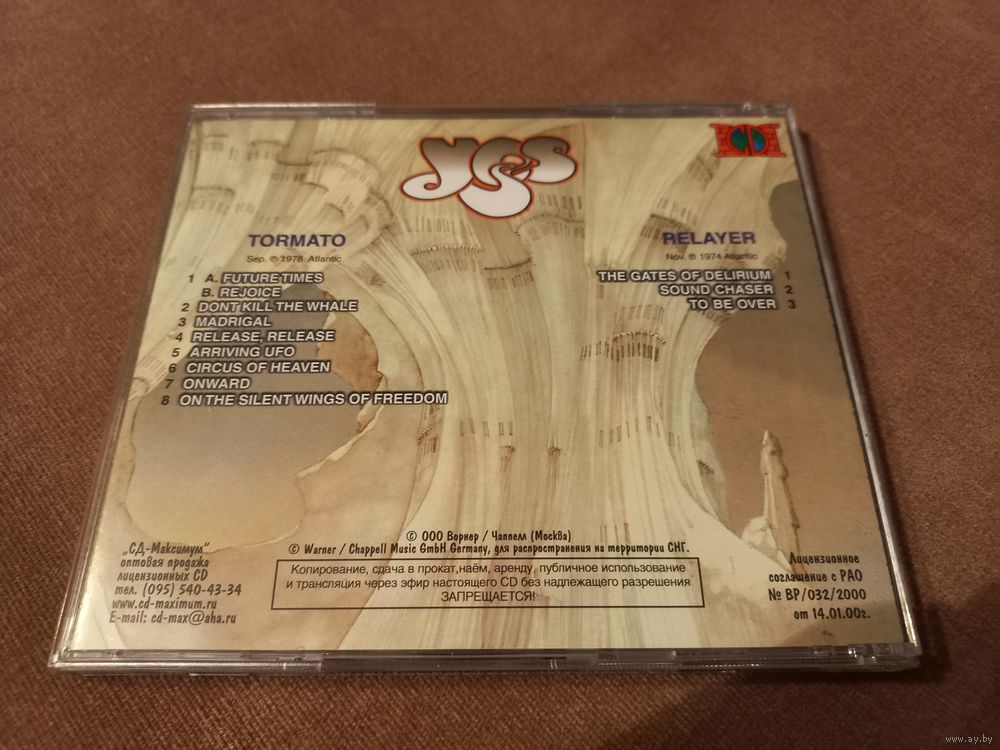 yes
CD
TORMATO
Sep. ℗ 1978 Atlantic
1 A. FUTURE TIMES
B. REJOICE
2 DONT KILL THE WHALE
3 MADRIGAL
4 RELEASE, RELEASE
5 ARRIVING UFO
6 CIRCUS OF HEAVEN
7 ONWARD
8 ON THE SILENT WINGS OF FREEDOM
RELAYER
Nov. ℗ 1974 Atlantic
THE GATES OF DELIRIUM 1
SOUND CHASER 2
TO BE OVER 3
© ООО Ворнер / Чаппелл (Москва)
© Warner / Chappell Music GmbH Germany, для распространения на территории СНГ.
Копирование, сдача в прокат,наём, аренду, публичное использование
и трансляция через эфир настоящего CD без надлежащего разрешения
ЗАПРЕЩАЕТСЯ!
„СД-Максимум"
оптовая продажа
лицензионных CD
тел. (095) 540-43-34
www.cd-maximum.ru
E-mail: cd-max@aha.ru
Лицензионное
соглашение с РАО
№ ВР/032/2000
от 14.01.00г.
www.ay.by